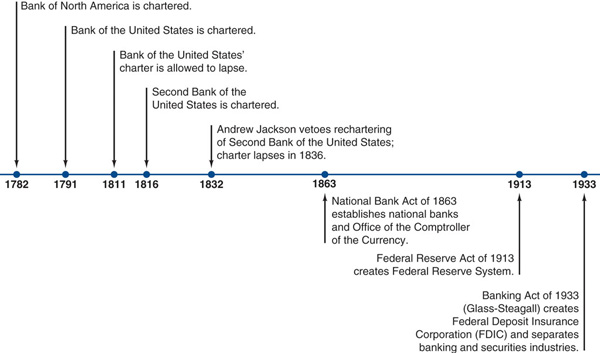 Bank of North America is chartered.
Bank of the United States is chartered.
Bank of the United States’
charter is allowed to lapse.
Second Bank of the
United States is chartered.
Andrew Jackson vetoes rechartering
of Second Bank of the United States;
charter lapses in 1836.
1782 1791 1811 1816 1832 1863 1913 1933
National Bank Act of 1863
establishes national banks
and Office of the Comptroller
of the Currency.
Federal Reserve Act of 1913
creates Federal Reserve System.
Banking Act of 1933
(Glass-Steagall) creates
Federal Deposit Insurance
Corporation (FDIC) and separates
banking and securities industries.